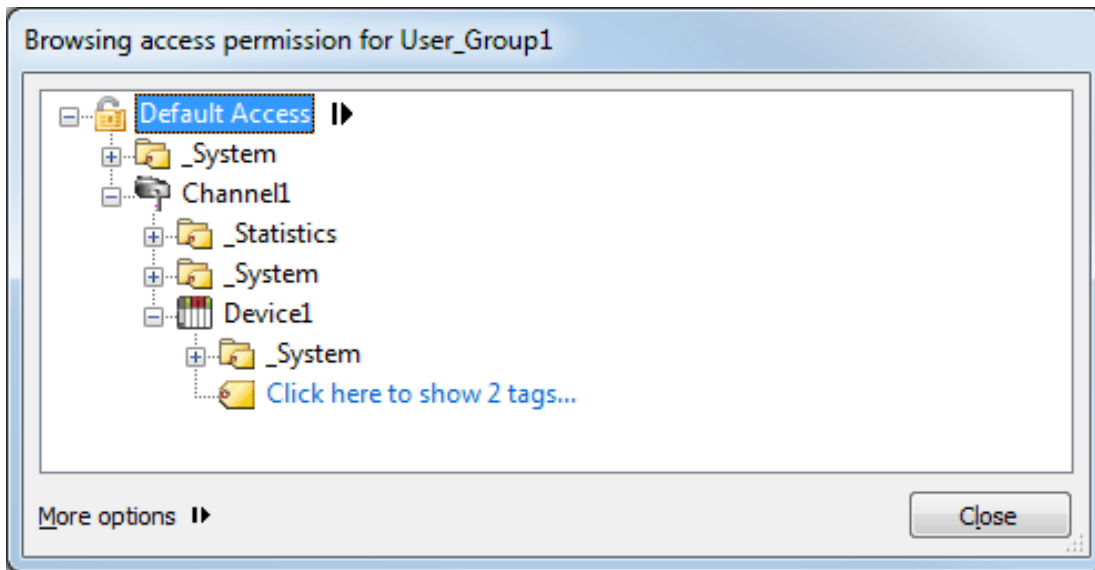 Browsing access permission for User_Group1
Default Access
_System
Channel1
_Statistics
_System
Device1
_System
Click here to show 2 tags...
More options
Close